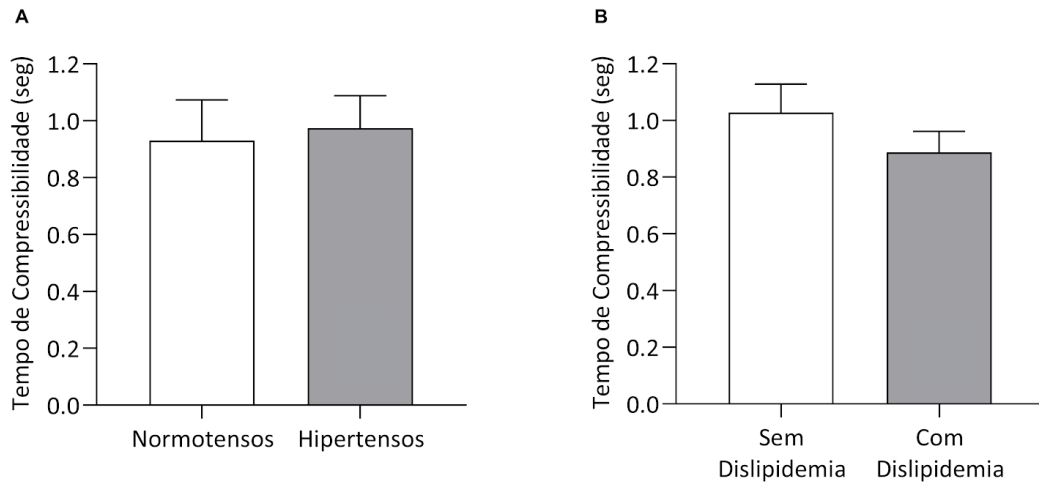 A
Tempo de Compressibilidade (seg)
1.2
1.0
0.8
0.6
0.4
0.2
0.0
Normotensos
Hipertensos
B
Tempo de Compressibilidade (seg)
1.2
1.0
0.8
0.6
0.4
0.2
0.0
Sem
Dislipidemia
Com
Dislipidemia